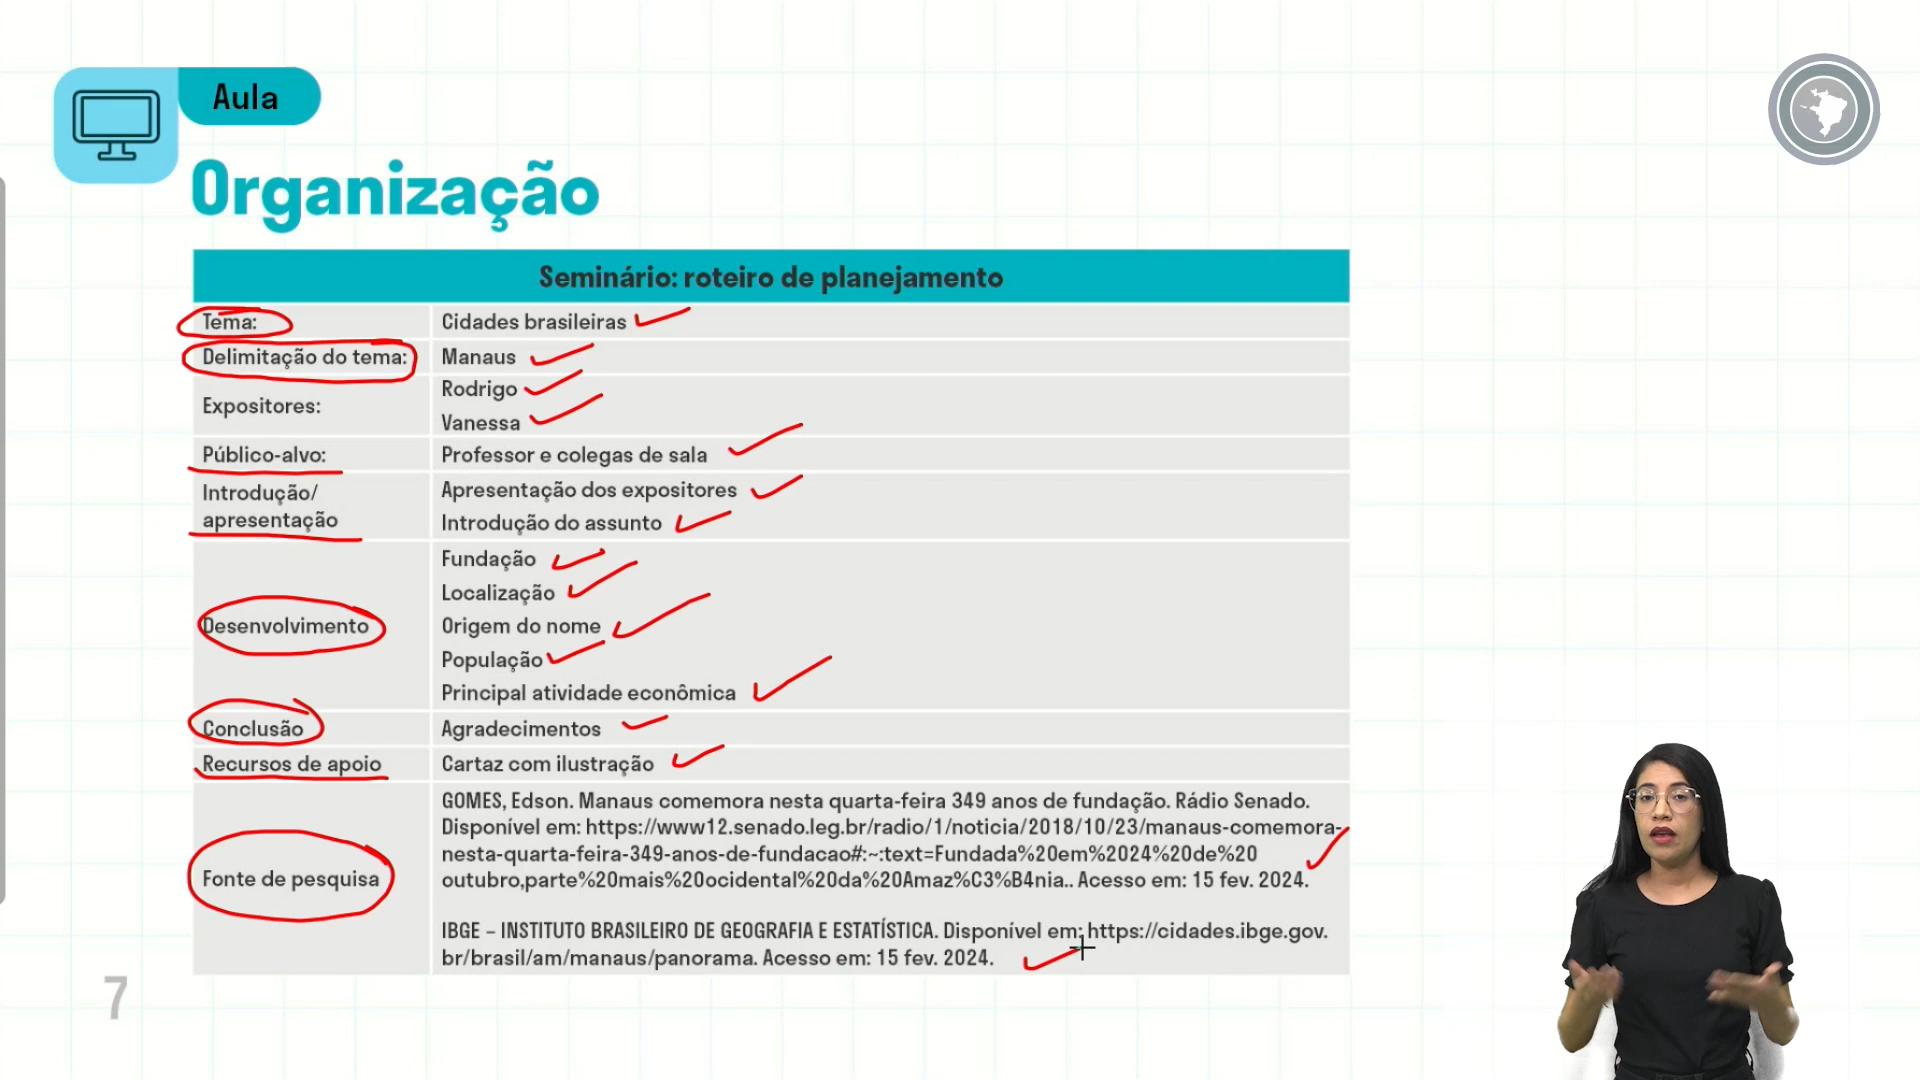 Aula
Organização
Seminário: roteiro de planejamento
Tema: Cidades brasileiras
Delimitação do tema: Manaus
Expositores: Rodrigo
Vanessa
Público-alvo: Professor e colegas de sala
Introdução/
apresentação
Apresentação dos expositores
Introdução do assunto
Desenvolvimento
Fundação
Localização
Origem do nome
População
Principal atividade econômica
Conclusão Agradecimentos
Recursos de apoio Cartaz com ilustração
Fonte de pesquisa
GOMES, Edson. Manaus comemora nesta quarta-feira 349 anos de fundação. Rádio Senado.
Disponível em: https://www12.senado.leg.br/radio/1/noticia/2018/10/23/manaus-comemora-
nesta-quarta-feira-349-anos-de-fundacao#:~:text=Fundada%20em%2024%20de%20
outubro,parte%20mais%20ocidental%20da%20Amaz%C3%B4nia.. Acesso em: 15 fev. 2024.
IBGE – INSTITUTO BRASILEIRO DE GEOGRAFIA E ESTATÍSTICA. Disponível em: https://cidades.ibge.gov.
br/brasil/am/manaus/panorama. Acesso em: 15 fev. 2024.
7